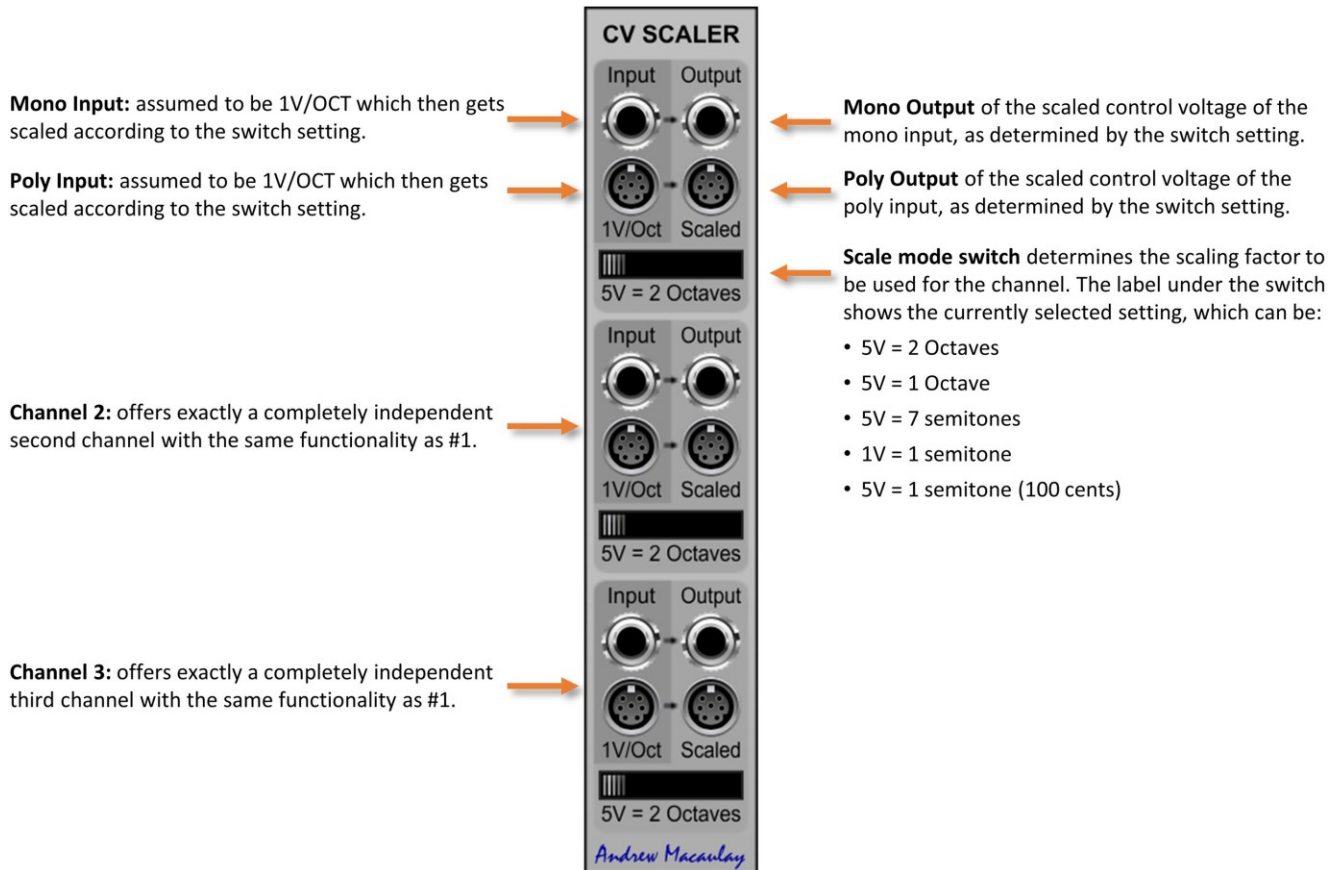 CV SCALER
Input Output
1V/Oct Scaled
5V = 2 Octaves
Input Output
1V/Oct Scaled
5V = 2 Octaves
Input Output
1V/Oct Scaled
5V = 2 Octaves
Andrew Macaulay
Mono Input: assumed to be 1V/OCT which then gets
scaled according to the switch setting.
Poly Input: assumed to be 1V/OCT which then gets
scaled according to the switch setting.
Channel 2: offers exactly a completely independent
second channel with the same functionality as #1.
Channel 3: offers exactly a completely independent
third channel with the same functionality as #1.
Mono Output of the scaled control voltage of the
mono input, as determined by the switch setting.
Poly Output of the scaled control voltage of the
poly input, as determined by the switch setting.
Scale mode switch determines the scaling factor to
be used for the channel. The label under the switch
shows the currently selected setting, which can be:
• 5V = 2 Octaves
• 5V = 1 Octave
• 5V = 7 semitones
• 1V = 1 semitone
• 5V = 1 semitone (100 cents)